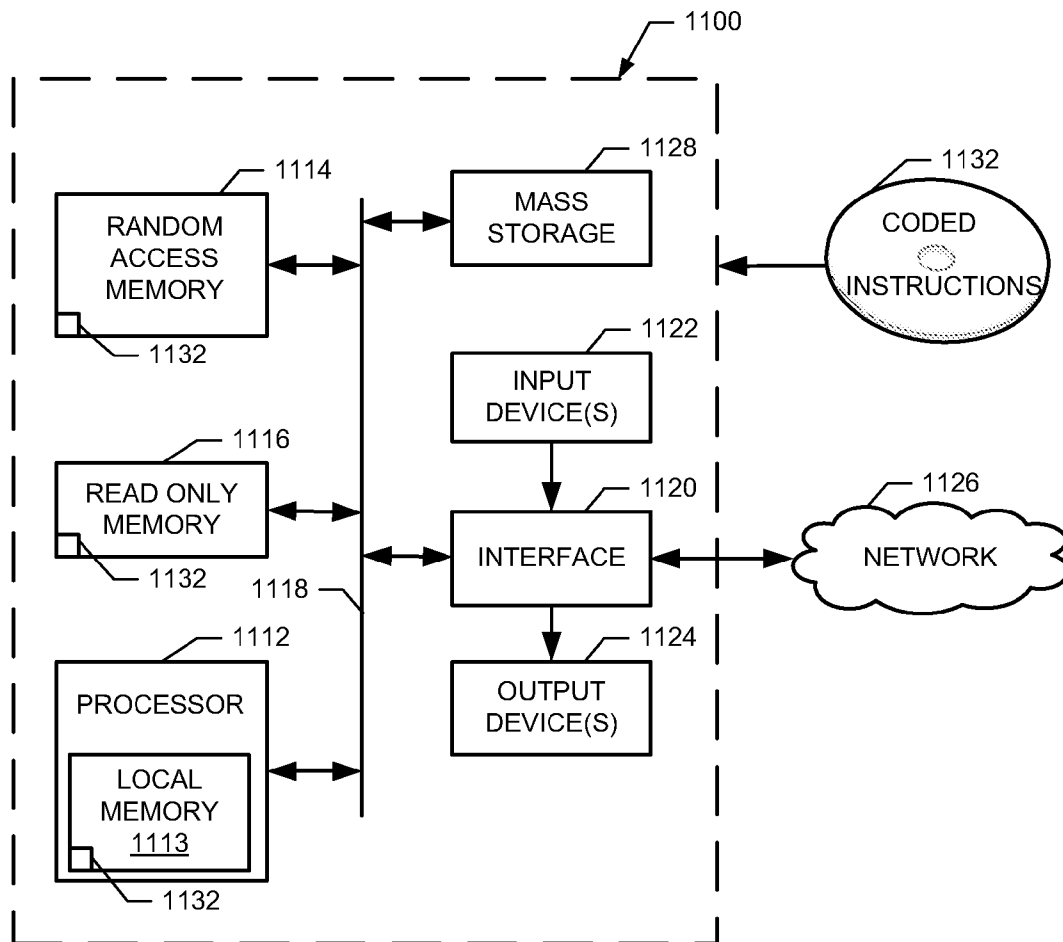 1100
1114
RANDOM
ACCESS
MEMORY
1132
1128
MASS
STORAGE
1132
CODED
INSTRUCTIONS
1122
INPUT
DEVICE(S)
1116
READ ONLY
MEMORY
1132
1120
INTERFACE
1126
NETWORK
1118
1112
PROCESSOR
LOCAL
MEMORY
1113
1132
1124
OUTPUT
DEVICE(S)